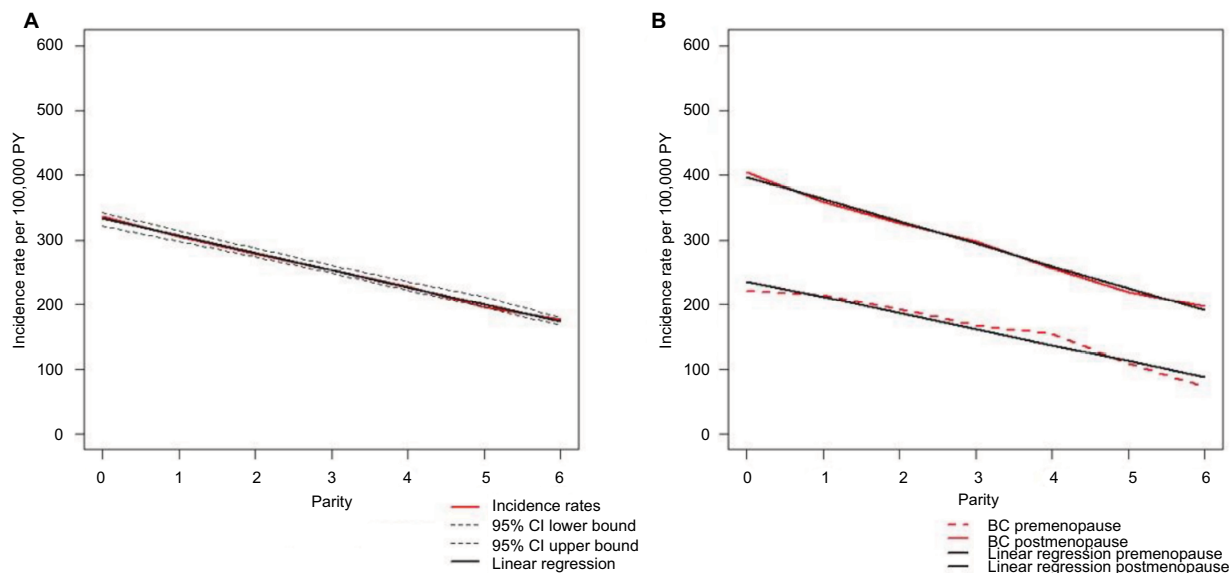 A
600
500
400
300
200
100
0
Incidence rate per 100,000 PY
0 1 2 3 4 5 6
Parity
Incidence rates
95% CI lower bound
95% CI upper bound
Linear regression
B
600
500
400
300
200
100
0
Incidence rate per 100,000 PY
0 1 2 3 4 5 6
Parity
BC premenopause
BC postmenopause
Linear regression premenopause
Linear regression postmenopause